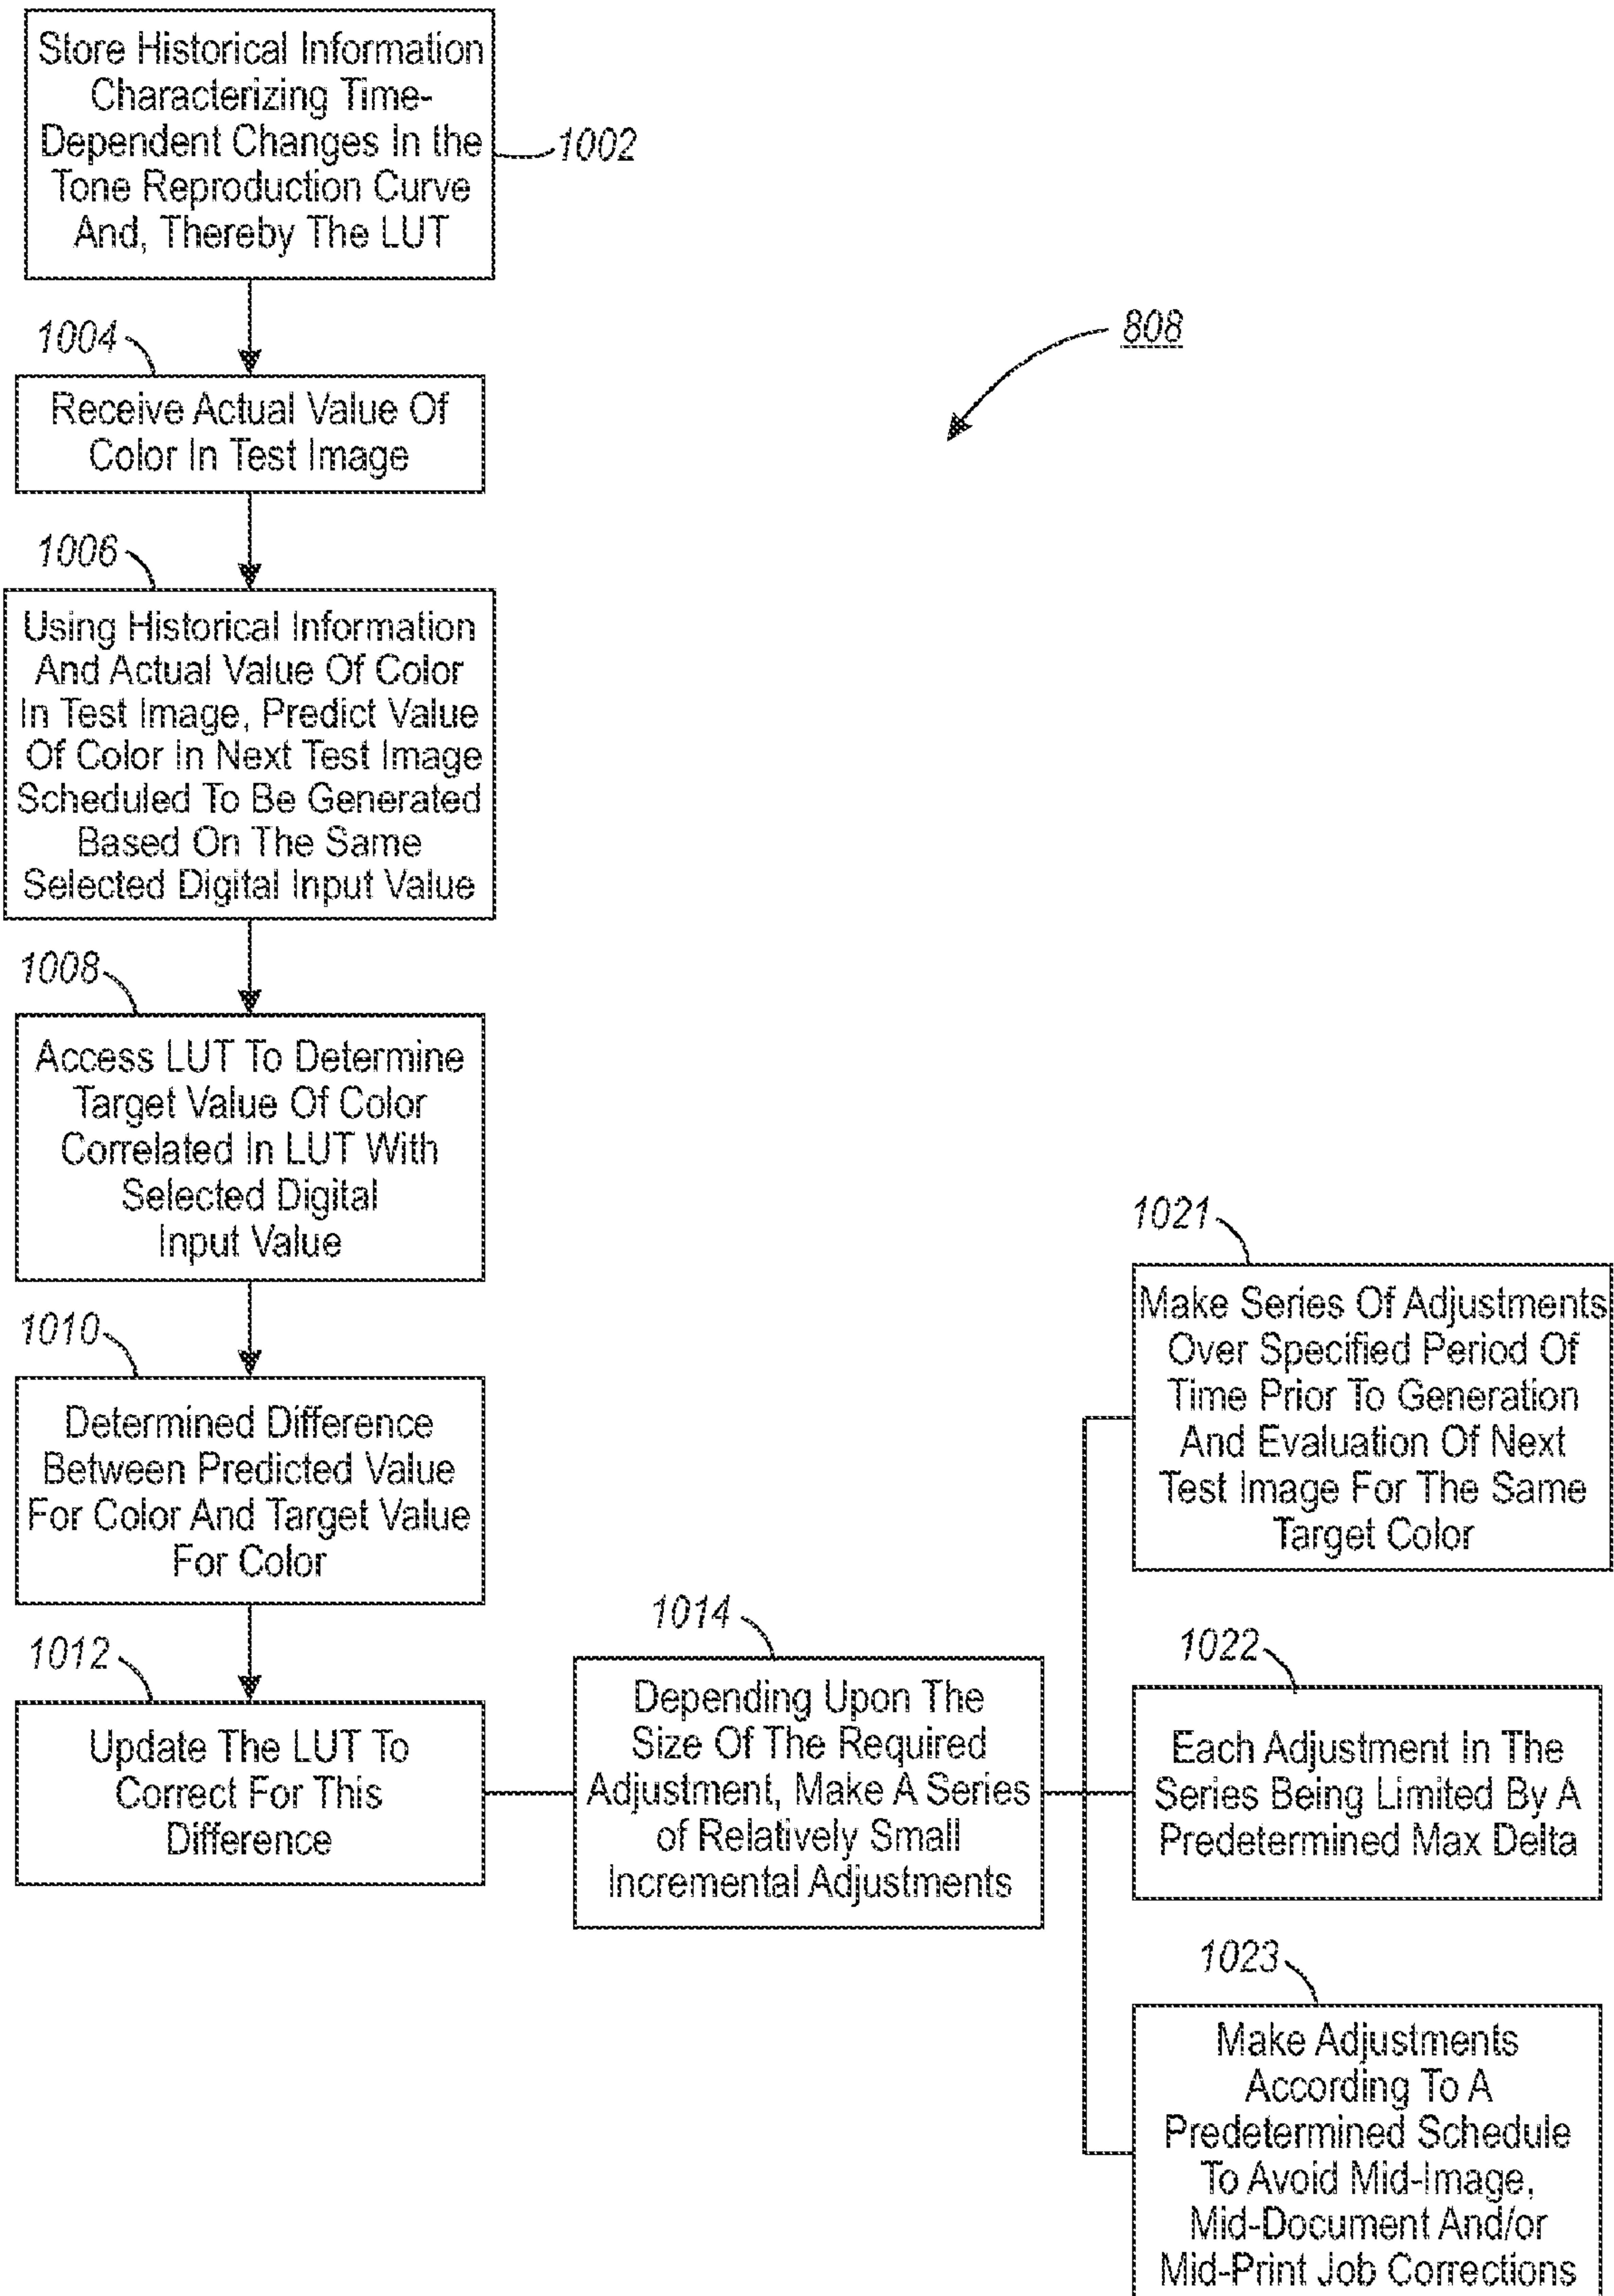 Store Historical Information
Characterizing Time-
Dependent Changes In the
Tone Reproduction Curve
And, Thereby The LUT
1002
808
1004
Receive Actual Value Of
Color In Test Image
1006
Using Historical Information
And Actual Value Of Color
In Test Image, Predict Value
Of Color in Next Test Image
Scheduled To Be Generated
Based On The Same
Selected Digital Input Value
1008
Access LUT To Determine
Target Value Of Color
Correlated In LUT With
Selected Digital
Input Value
1010
Determined Difference
Between Predicted Value
For Color And Target Value
For Color
1012
Update The LUT To
Correct For This
Difference
1014
Depending Upon The
Size Of The Required
Adjustment, Make A Series
of Relatively Small
Incremental Adjustments
1021
Make Series Of Adjustments
Over Specified Period Of
Time Prior To Generation
And Evaluation Of Next
Test Image For The Same
Target Color
1022
Each Adjustment In The
Series Being Limited By A
Predetermined Max Delta
1023
Make Adjustments
According To A
Predetermined Schedule
To Avoid Mid-Image,
Mid-Document And/or
Mid-Print Job Corrections